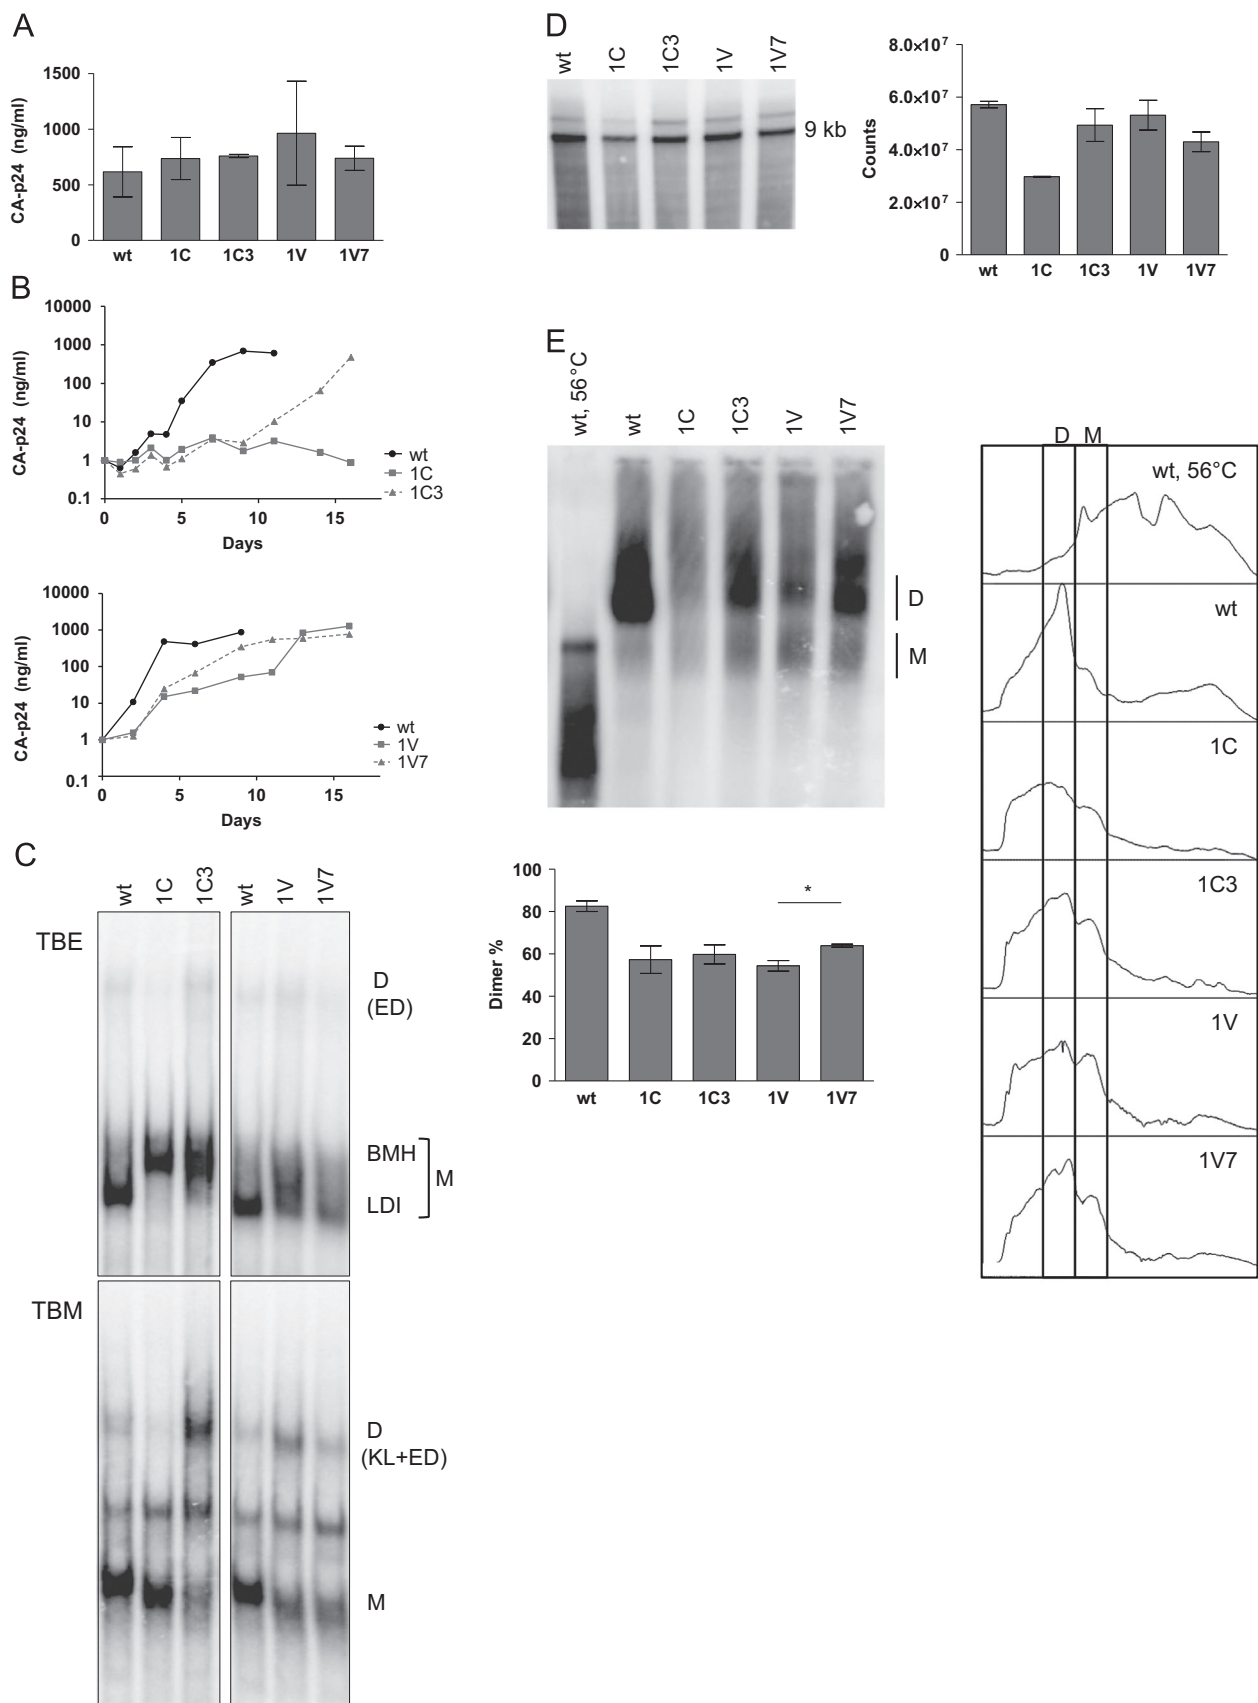 A
CA-p24 (ng/ml)
1500
1000
500
0
wt 1C 1C3 1V 1V7
B
CA-p24 (ng/ml)
10000
1000
100
10
1
0.1
0 5 10 15
Days
wt
1C
1C3
CA-p24 (ng/ml)
10000
1000
100
10
1
0.1
0 5 10 15
Days
wt
1V
1V7
C
wt 1C 1C3 wt 1V 1V7
TBE
D
(ED)
BMH
M
LDI
TBM
D
(KL+ED)
M
D
wt 1C 1C3 1V 1V7
9 kb
Counts
8.0×10⁷
6.0×10⁷
4.0×10⁷
2.0×10⁷
0
wt 1C 1C3 1V 1V7
E
wt, 56°C wt 1C 1C3 1V 1V7
D
M
Dimer %
100
80
60
40
20
0
*
wt 1C 1C3 1V 1V7
D M
wt, 56°C
wt
1C
1C3
1V
1V7